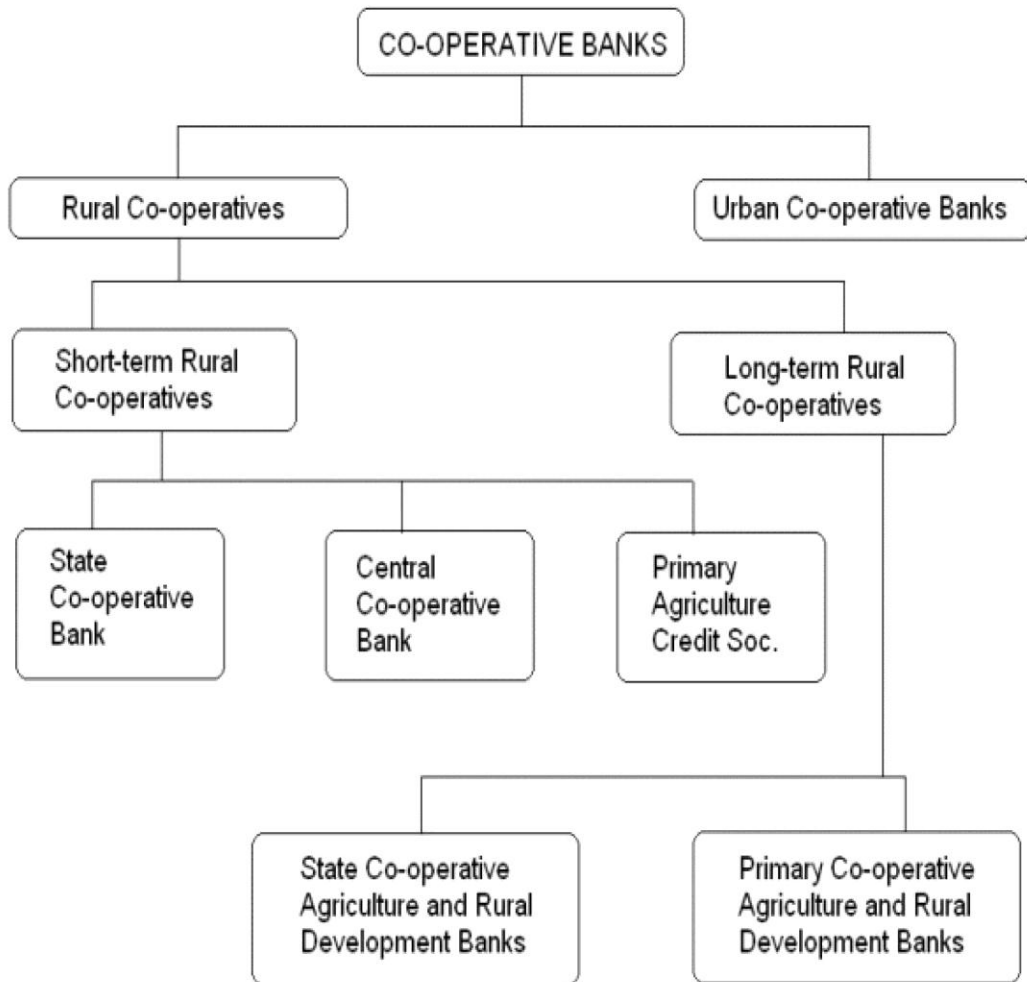 CO-OPERATIVE BANKS
Rural Co-operatives
Urban Co-operative Banks
Short-term Rural
Co-operatives
Long-term Rural
Co-operatives
State
Co-operative
Bank
Central
Co-operative
Bank
Primary
Agriculture
Credit Soc.
State Co-operative
Agriculture and Rural
Development Banks
Primary Co-operative
Agriculture and Rural
Development Banks